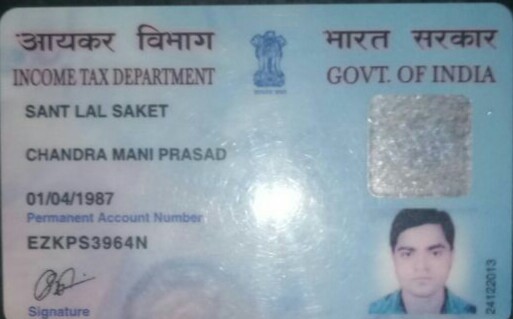 आयकर विभाग
भारत सरकार
INCOME TAX DEPARTMENT
GOVT. OF INDIA
SANT LAL SAKET
CHANDRA MANI PRASAD
01/04/1987
Permanent Account Number
EZKPS3964N
Signature
24122013